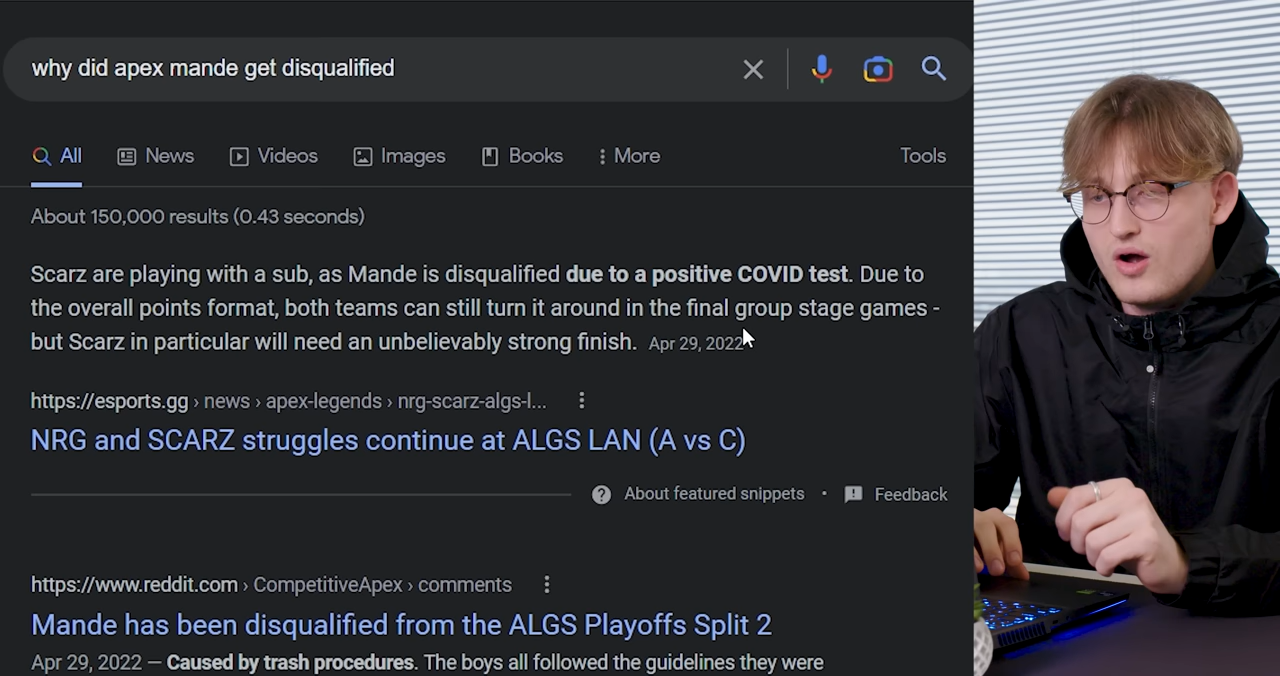 why did apex mande get disqualified
All
News
Videos
Images
Books
More
Tools
About 150,000 results (0.43 seconds)
Scarz are playing with a sub, as Mande is disqualified due to a positive COVID test. Due to
the overall points format, both teams can still turn it around in the final group stage games -
but Scarz in particular will need an unbelievably strong finish. Apr 29, 2022
https://esports.gg › news › apex-legends › nrg-scarz-algs-l...
NRG and SCARZ struggles continue at ALGS LAN (A vs C)
About featured snippets • Feedback
https://www.reddit.com › CompetitiveApex › comments
Mande has been disqualified from the ALGS Playoffs Split 2
Apr 29, 2022 — Caused by trash procedures. The boys all followed the guidelines they were